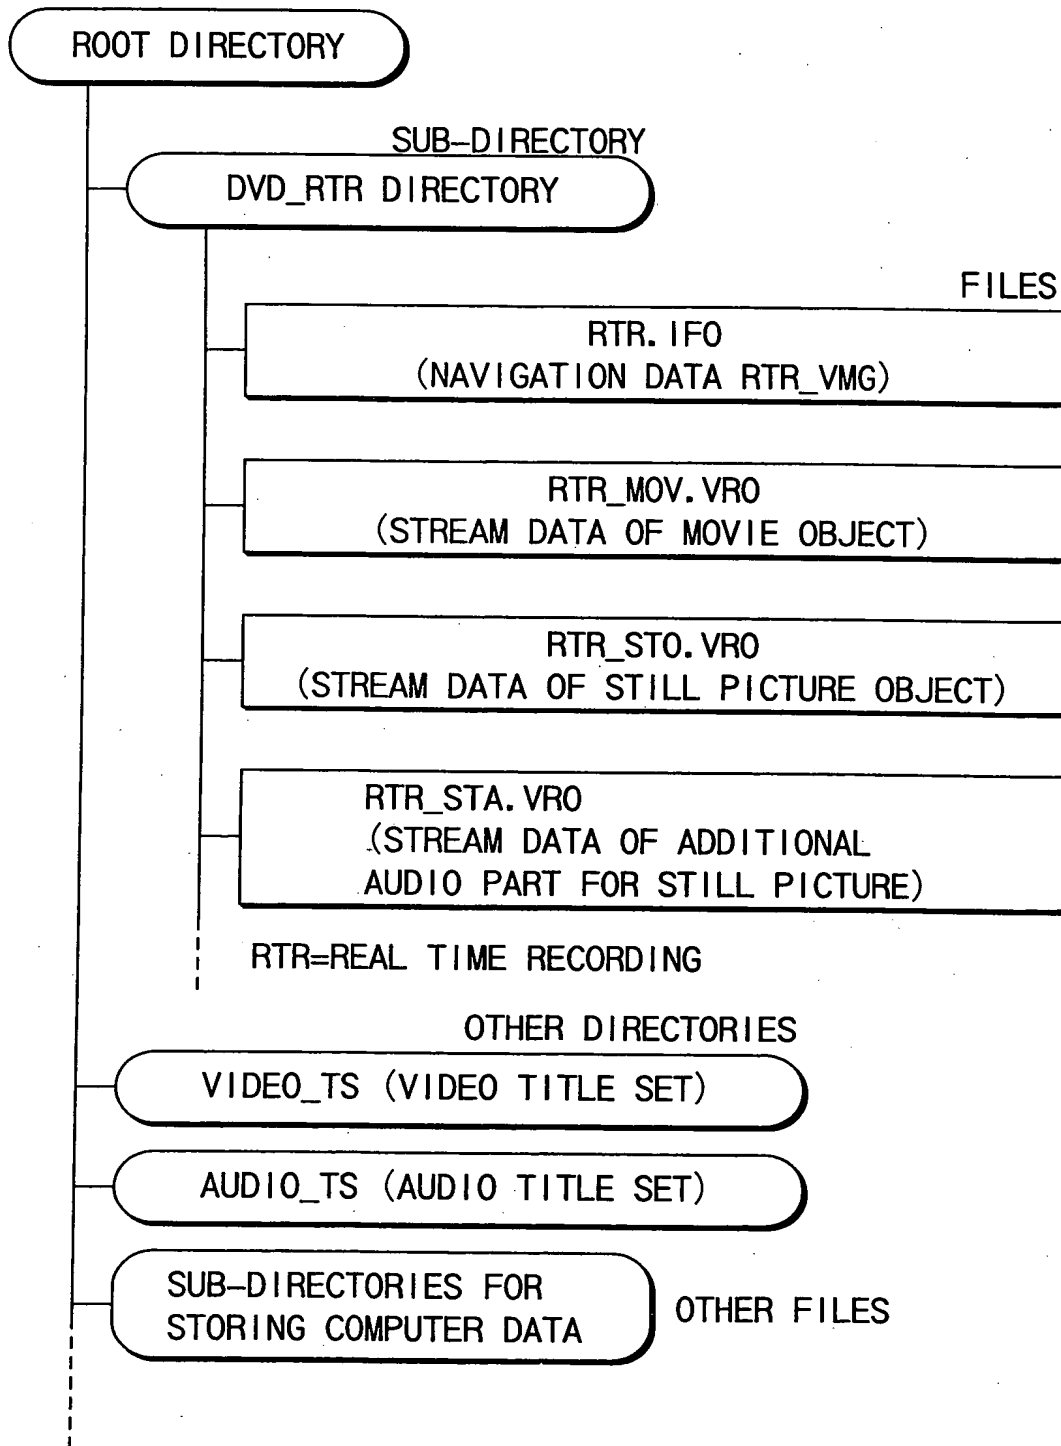 ROOT DIRECTORY
SUB-DIRECTORY
DVD_RTR DIRECTORY
FILES
RTR.IFO
(NAVIGATION DATA RTR_VMG)
RTR_MOV.VRO
(STREAM DATA OF MOVIE OBJECT)
RTR_STO.VRO
(STREAM DATA OF STILL PICTURE OBJECT)
RTR_STA.VRO
(STREAM DATA OF ADDITIONAL
AUDIO PART FOR STILL PICTURE)
RTR=REAL TIME RECORDING
OTHER DIRECTORIES
VIDEO_TS (VIDEO TITLE SET)
AUDIO_TS (AUDIO TITLE SET)
SUB-DIRECTORIES FOR
STORING COMPUTER DATA
OTHER FILES